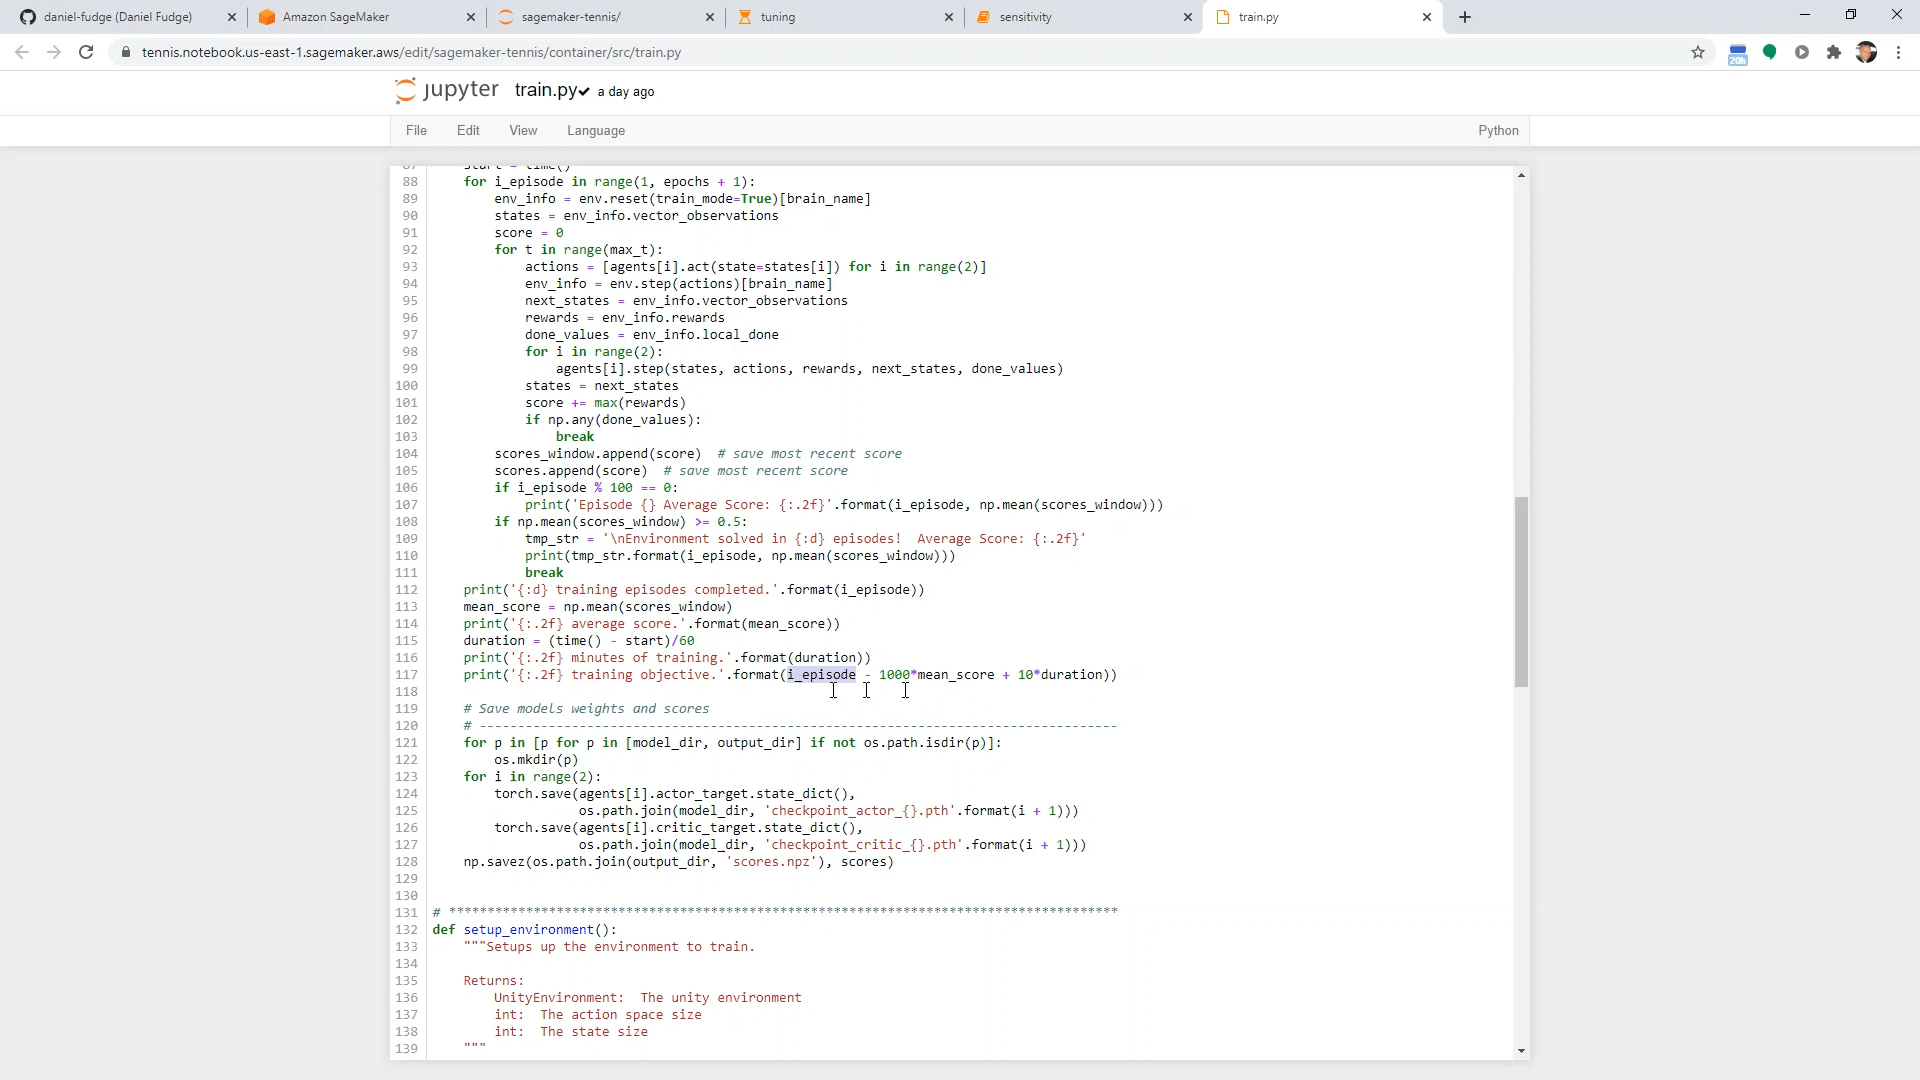 daniel-fudge (Daniel Fudge)
Amazon SageMaker
sagemaker-tennis/
tuning
sensitivity
train.py
tennis.notebook.us-east-1.sagemaker.aws/edit/sagemaker-tennis/container/src/train.py
20h
jupyter train.py✔ a day ago
File Edit View Language Python
87 start = time()
88 for i_episode in range(1, epochs + 1):
89 env_info = env.reset(train_mode=True)[brain_name]
90 states = env_info.vector_observations
91 score = 0
92 for t in range(max_t):
93 actions = [agents[i].act(state=states[i]) for i in range(2)]
94 env_info = env.step(actions)[brain_name]
95 next_states = env_info.vector_observations
96 rewards = env_info.rewards
97 done_values = env_info.local_done
98 for i in range(2):
99 agents[i].step(states, actions, rewards, next_states, done_values)
100 states = next_states
101 score += max(rewards)
102 if np.any(done_values):
103 break
104 scores_window.append(score)  # save most recent score
105 scores.append(score)  # save most recent score
106 if i_episode % 100 == 0:
107 print('Episode {} Average Score: {:.2f}'.format(i_episode, np.mean(scores_window)))
108 if np.mean(scores_window) >= 0.5:
109 tmp_str = '\nEnvironment solved in {:d} episodes!  Average Score: {:.2f}'
110 print(tmp_str.format(i_episode, np.mean(scores_window)))
111 break
112 print('{:d} training episodes completed.'.format(i_episode))
113 mean_score = np.mean(scores_window)
114 print('{:.2f} average score.'.format(mean_score))
115 duration = (time() - start)/60
116 print('{:.2f} minutes of training.'.format(duration))
117 print('{:.2f} training objective.'.format(i_episode - 1000*mean_score + 10*duration))
118
119 # Save models weights and scores
120 # -----------------------------------------------------------------------------------
121 for p in [p for p in [model_dir, output_dir] if not os.path.isdir(p)]:
122 os.mkdir(p)
123 for i in range(2):
124 torch.save(agents[i].actor_target.state_dict(),
125 os.path.join(model_dir, 'checkpoint_actor_{}.pth'.format(i + 1)))
126 torch.save(agents[i].critic_target.state_dict(),
127 os.path.join(model_dir, 'checkpoint_critic_{}.pth'.format(i + 1)))
128 np.savez(os.path.join(output_dir, 'scores.npz'), scores)
129
130
131 # ***************************************************************************************
132 def setup_environment():
133 """Setups up the environment to train.
134
135 Returns:
136 UnityEnvironment:  The unity environment
137 int:  The action space size
138 int:  The state size
139 """